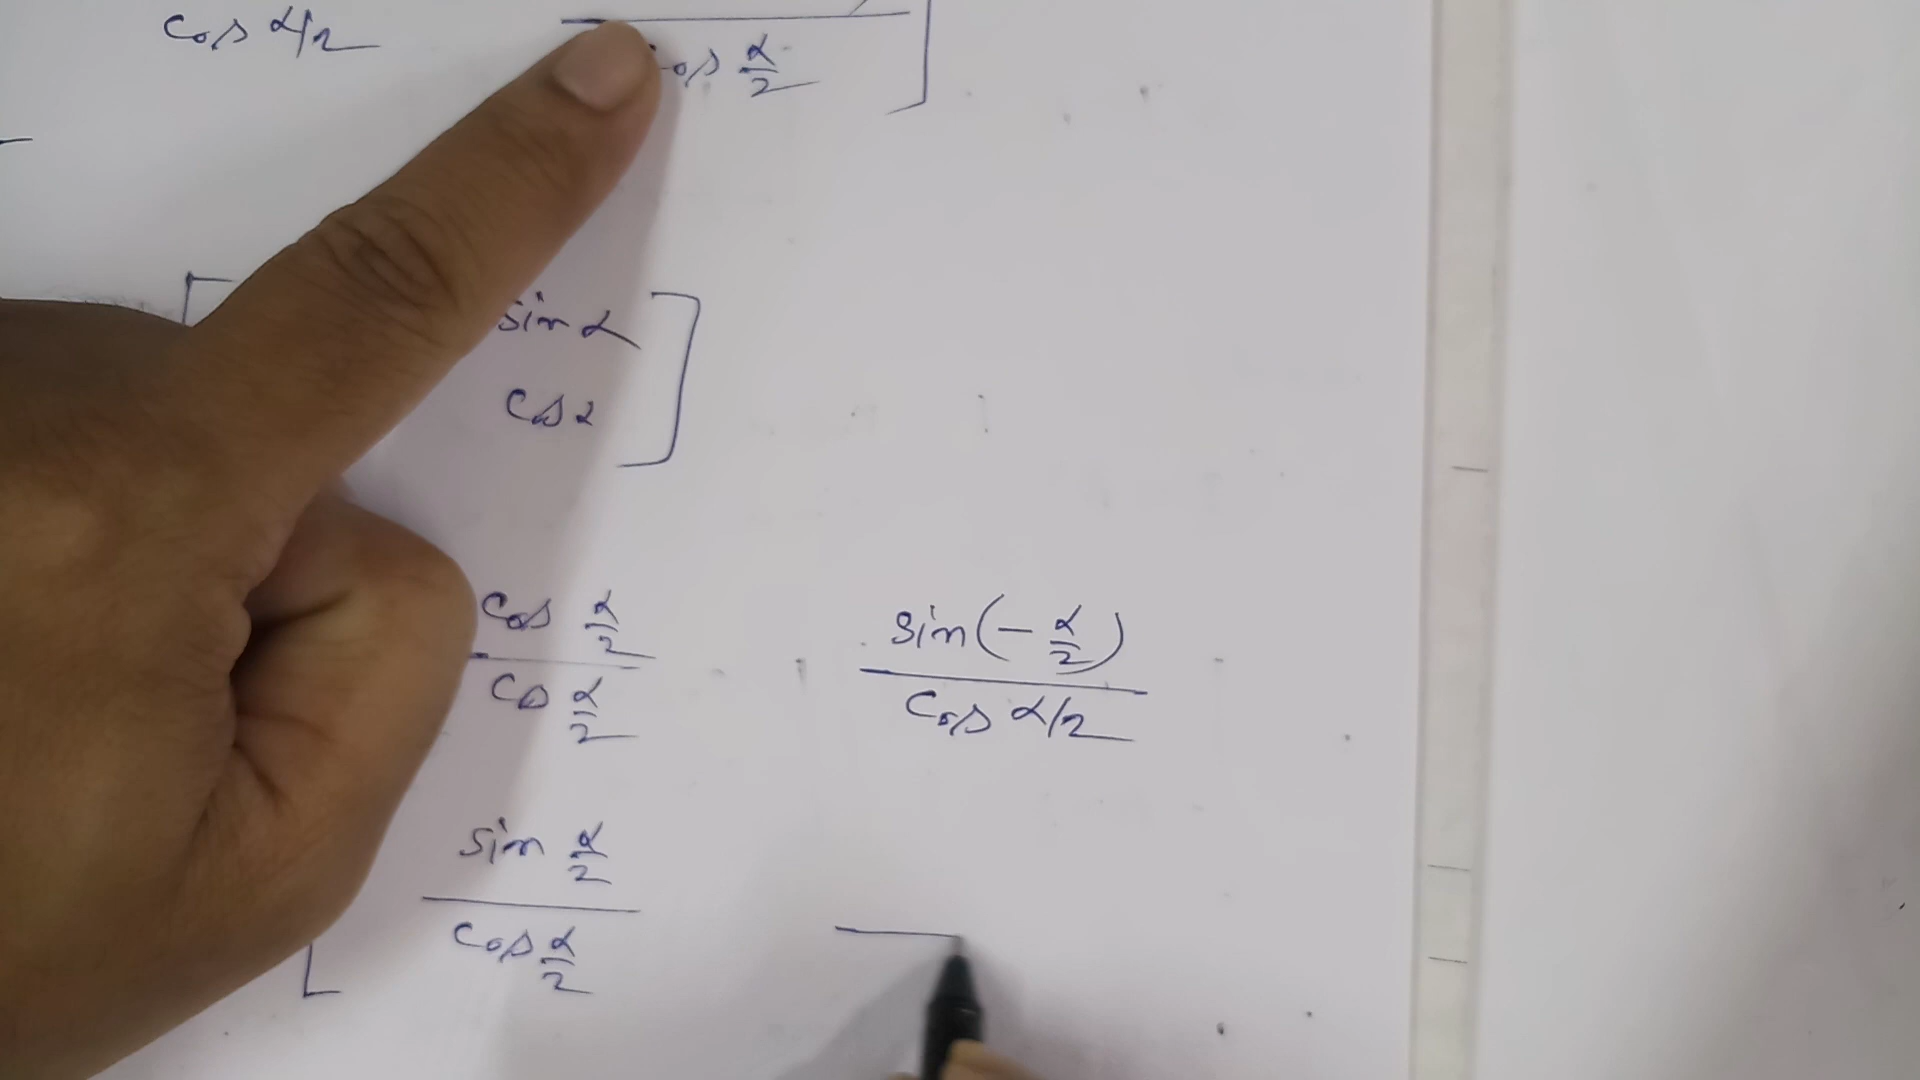 cos α/2
cos α/2
sin α
cos α
cos α/2 sin(- α/2)
cos α/2 cos α/2
sin α/2
cos α/2